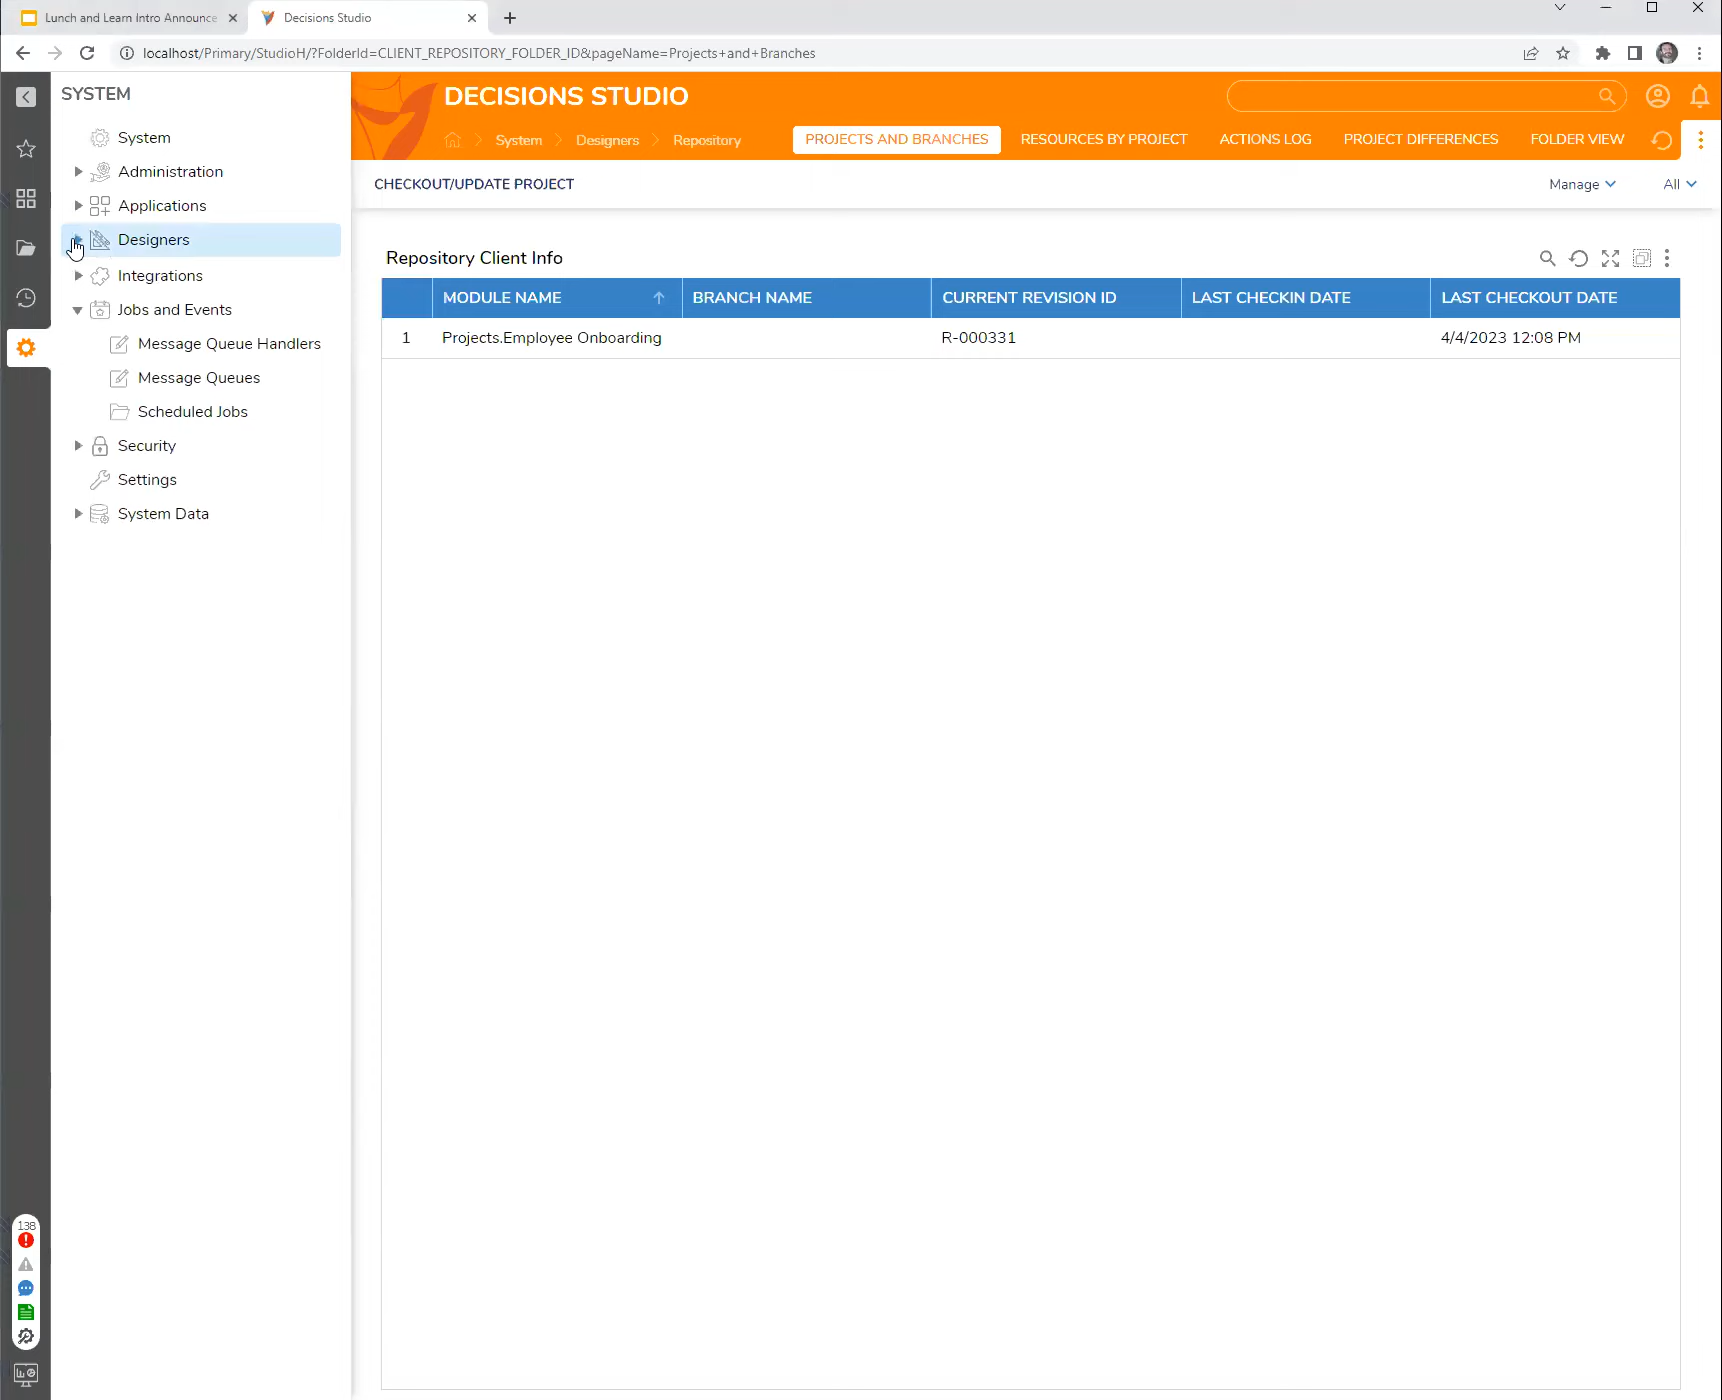 Lunch and Learn Intro Announce
Decisions Studio
localhost/Primary/StudioH/?FolderId=CLIENT_REPOSITORY_FOLDER_ID&pageName=Projects+and+Branches
SYSTEM
System
Administration
Applications
Designers
Integrations
Jobs and Events
Message Queue Handlers
Message Queues
Scheduled Jobs
Security
Settings
System Data
138
DECISIONS STUDIO
System Designers Repository
PROJECTS AND BRANCHES RESOURCES BY PROJECT ACTIONS LOG PROJECT DIFFERENCES FOLDER VIEW
CHECKOUT/UPDATE PROJECT Manage All
Repository Client Info
MODULE NAME BRANCH NAME CURRENT REVISION ID LAST CHECKIN DATE LAST CHECKOUT DATE
1 Projects.Employee Onboarding R-000331 4/4/2023 12:08 PM